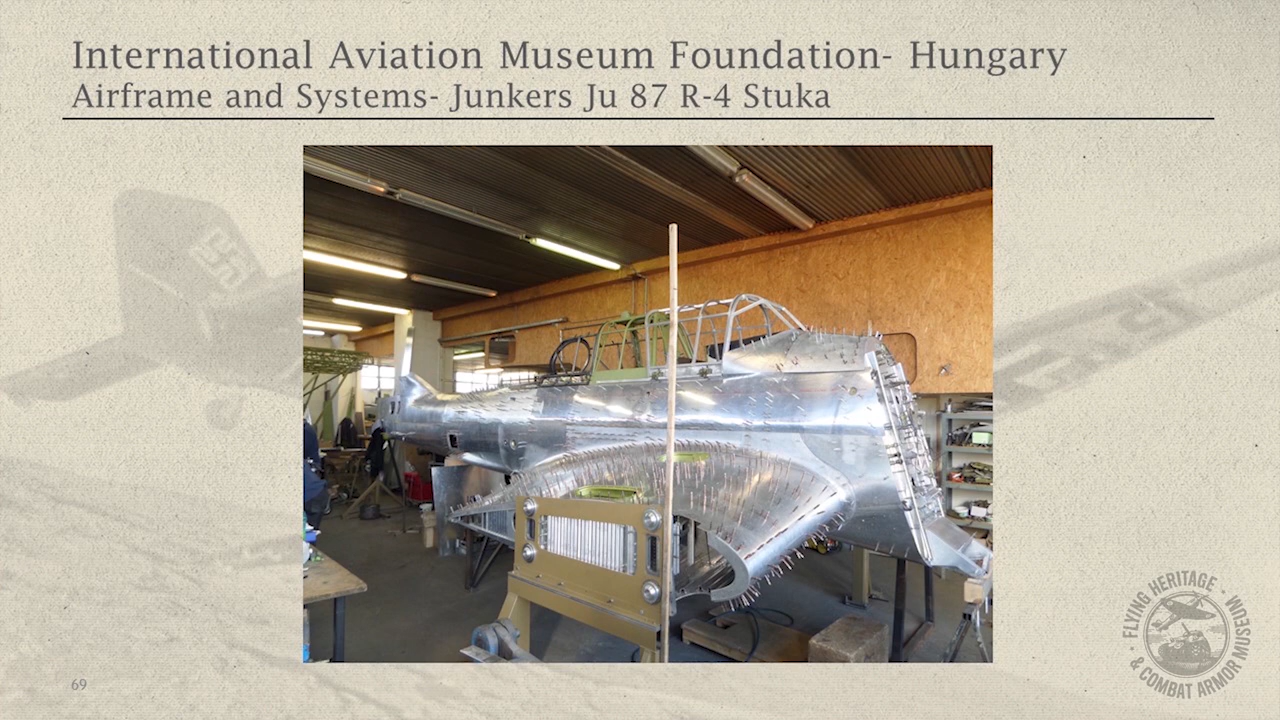 International Aviation Museum Foundation- Hungary
Airframe and Systems- Junkers Ju 87 R-4 Stuka
69
FLYING HERITAGE
& COMBAT ARMOR MUSEUM